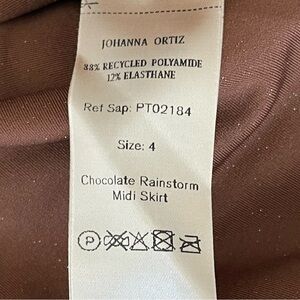 JOHANNA ORTIZ
88% RECYCLED POLYAMIDE
12% ELASTHANE
Ref Sap: PT02184
Size: 4
Chocolate Rainstorm
Midi Skirt
P